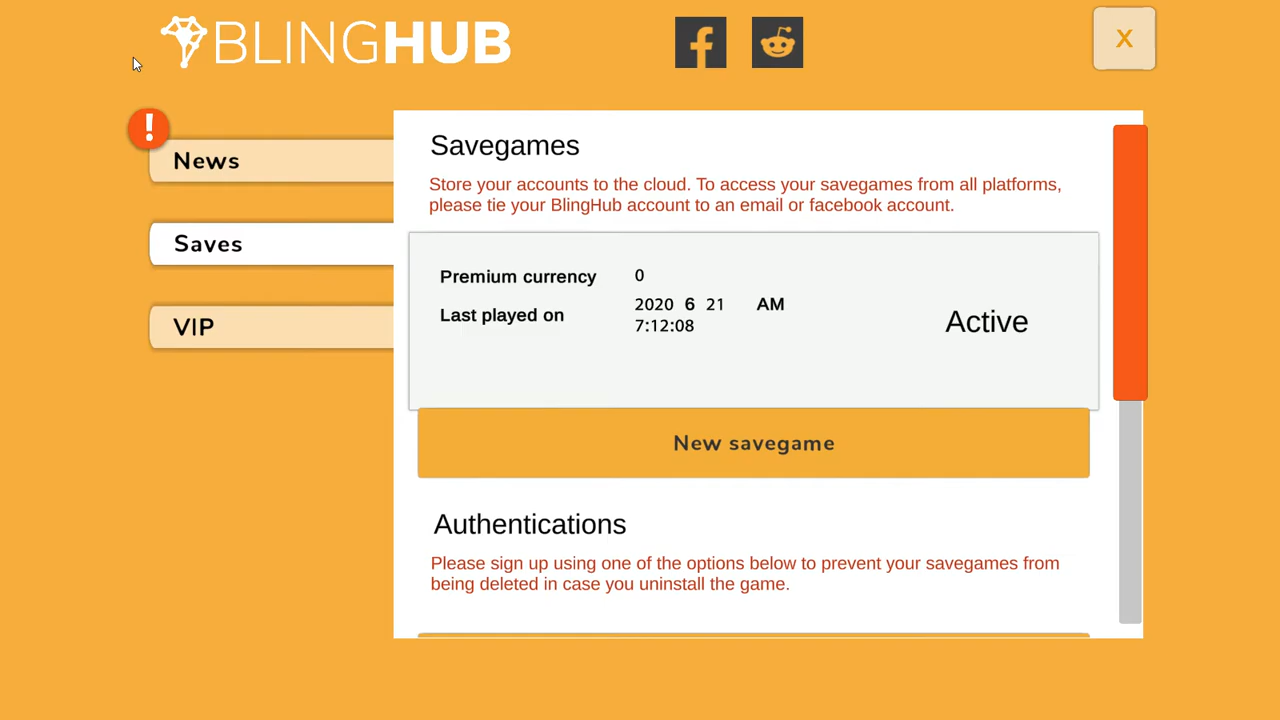 BLINGHUB
X
!
News
Saves
VIP
Savegames
Store your accounts to the cloud. To access your savegames from all platforms,
please tie your BlingHub account to an email or facebook account.
Premium currency 0
Last played on 2020 6 21 AM
7:12:08
Active
New savegame
Authentications
Please sign up using one of the options below to prevent your savegames from
being deleted in case you uninstall the game.